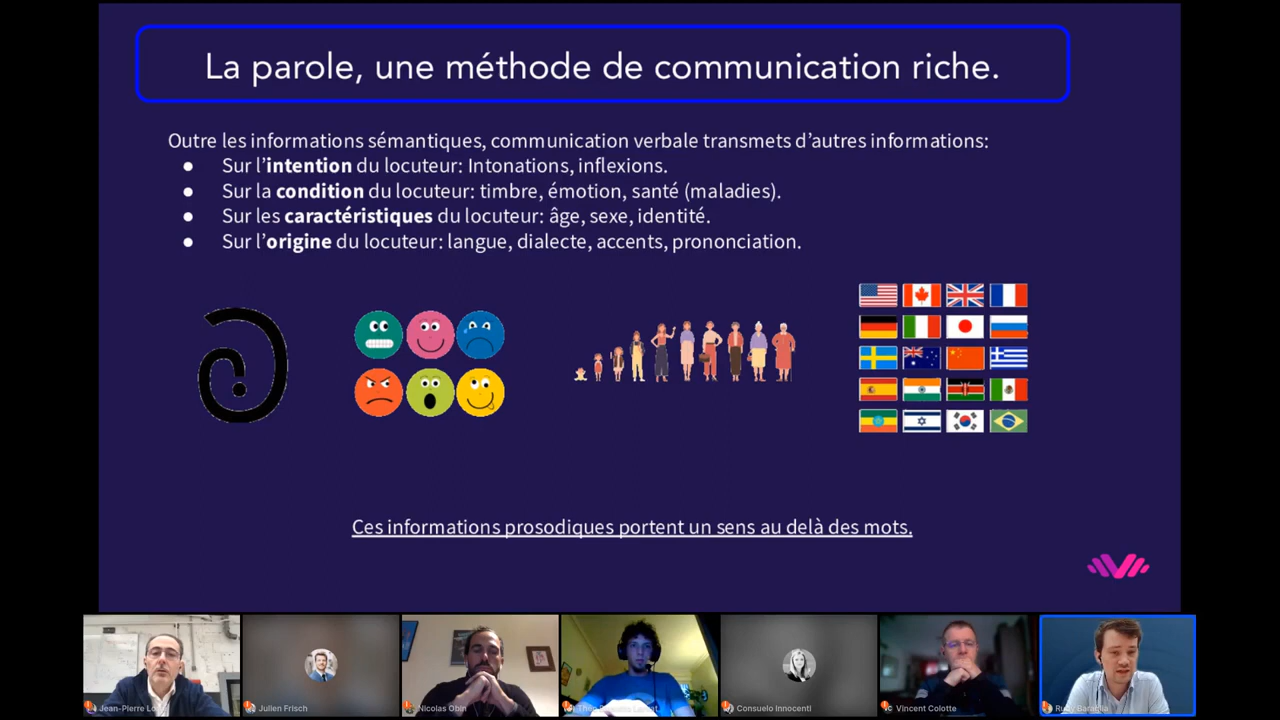 La parole, une méthode de communication riche.
Outre les informations sémantiques, communication verbale transmets d'autres informations:
● Sur l'intention du locuteur: Intonations, inflexions.
● Sur la condition du locuteur: timbre, émotion, santé (maladies).
● Sur les caractéristiques du locuteur: âge, sexe, identité.
● Sur l'origine du locuteur: langue, dialecte, accents, prononciation.
Ces informations prosodiques portent un sens au delà des mots.
Jean-Pierre
Julien Frisch
Nicolas Obin
Consuelo Innocenti
Vincent Colotte